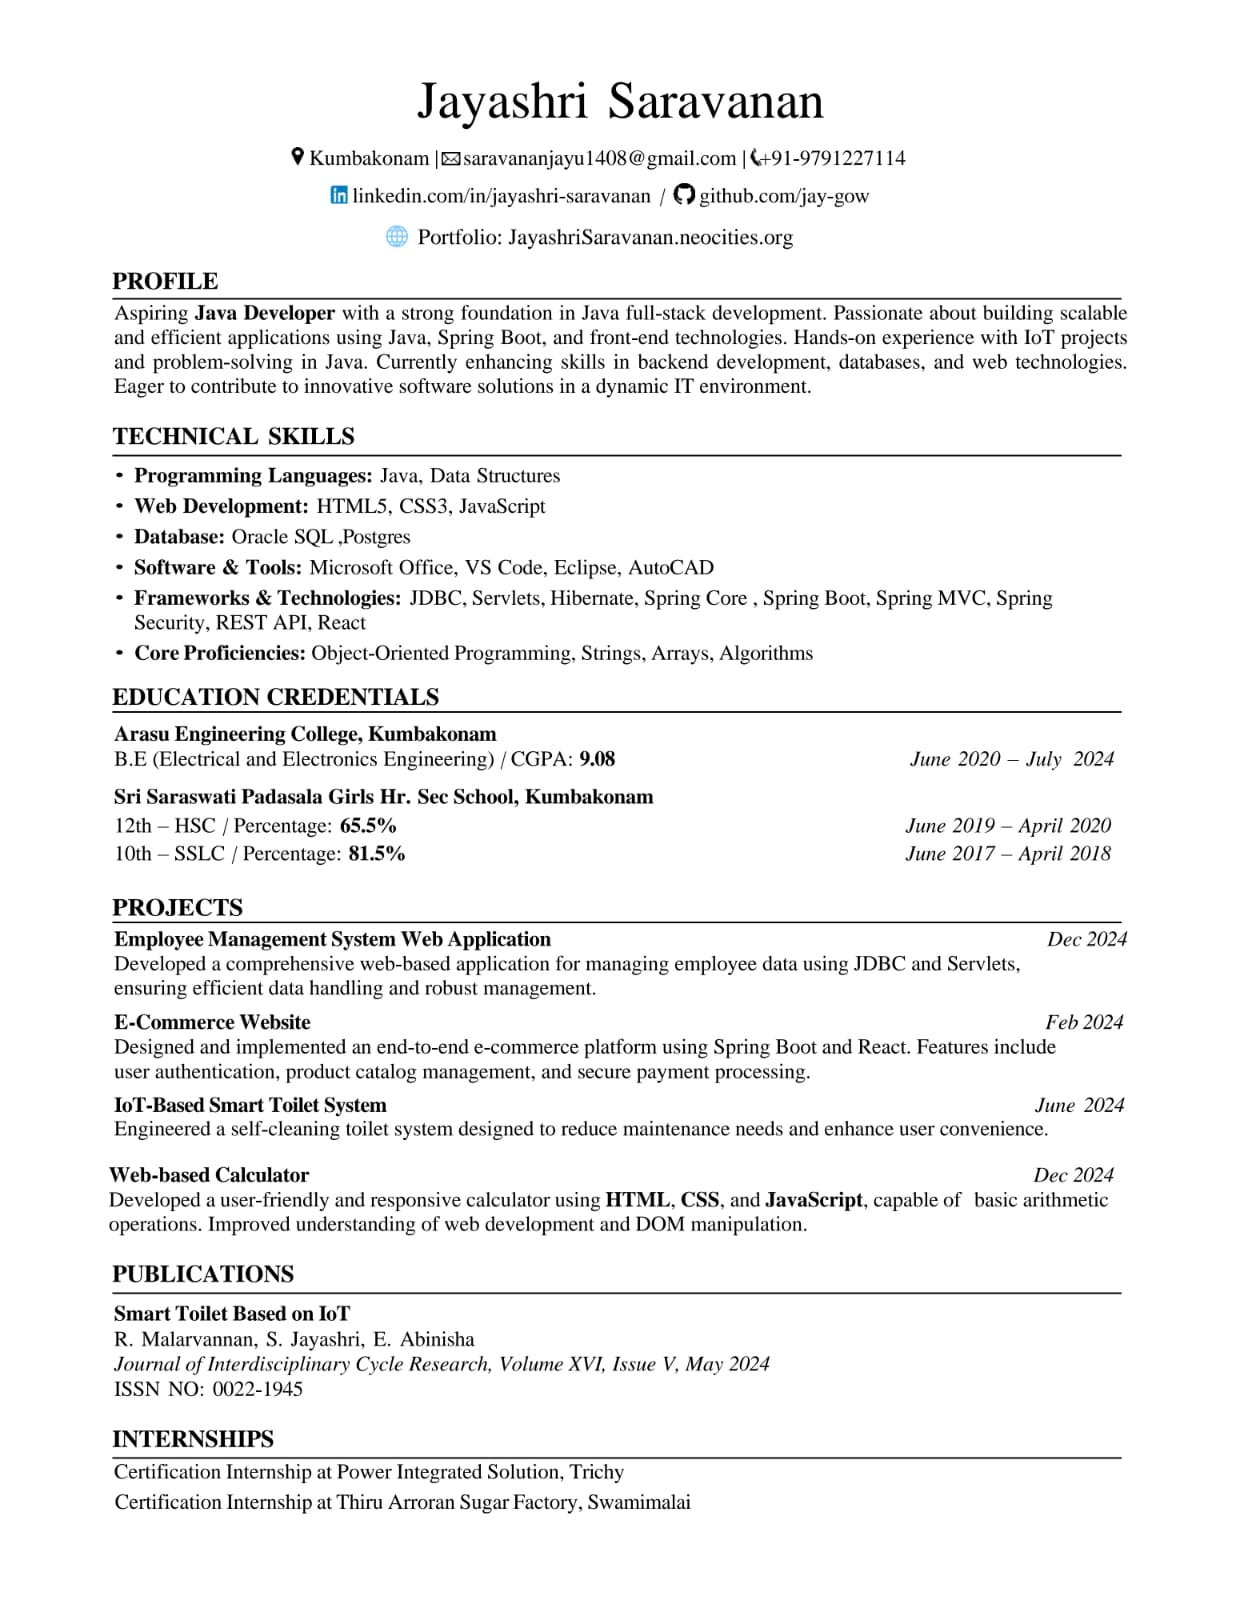 Jayashri Saravanan
Kumbakonam | saravananjayu1408@gmail.com | +91-9791227114
linkedin.com/in/jayashri-saravanan / github.com/jay-gow
Portfolio: JayashriSaravanan.neocities.org
PROFILE
Aspiring Java Developer with a strong foundation in Java full-stack development. Passionate about building scalable
and efficient applications using Java, Spring Boot, and front-end technologies. Hands-on experience with IoT projects
and problem-solving in Java. Currently enhancing skills in backend development, databases, and web technologies.
Eager to contribute to innovative software solutions in a dynamic IT environment.
TECHNICAL SKILLS
• Programming Languages: Java, Data Structures
• Web Development: HTML5, CSS3, JavaScript
• Database: Oracle SQL ,Postgres
• Software & Tools: Microsoft Office, VS Code, Eclipse, AutoCAD
• Frameworks & Technologies: JDBC, Servlets, Hibernate, Spring Core , Spring Boot, Spring MVC, Spring
Security, REST API, React
• Core Proficiencies: Object-Oriented Programming, Strings, Arrays, Algorithms
EDUCATION CREDENTIALS
Arasu Engineering College, Kumbakonam
B.E (Electrical and Electronics Engineering) / CGPA: 9.08 June 2020 – July 2024
Sri Saraswati Padasala Girls Hr. Sec School, Kumbakonam
12th – HSC / Percentage: 65.5% June 2019 – April 2020
10th – SSLC / Percentage: 81.5% June 2017 – April 2018
PROJECTS
Employee Management System Web Application Dec 2024
Developed a comprehensive web-based application for managing employee data using JDBC and Servlets,
ensuring efficient data handling and robust management.
E-Commerce Website Feb 2024
Designed and implemented an end-to-end e-commerce platform using Spring Boot and React. Features include
user authentication, product catalog management, and secure payment processing.
IoT-Based Smart Toilet System June 2024
Engineered a self-cleaning toilet system designed to reduce maintenance needs and enhance user convenience.
Web-based Calculator Dec 2024
Developed a user-friendly and responsive calculator using HTML, CSS, and JavaScript, capable of basic arithmetic
operations. Improved understanding of web development and DOM manipulation.
PUBLICATIONS
Smart Toilet Based on IoT
R. Malarvannan, S. Jayashri, E. Abinisha
Journal of Interdisciplinary Cycle Research, Volume XVI, Issue V, May 2024
ISSN NO: 0022-1945
INTERNSHIPS
Certification Internship at Power Integrated Solution, Trichy
Certification Internship at Thiru Arroran Sugar Factory, Swamimalai